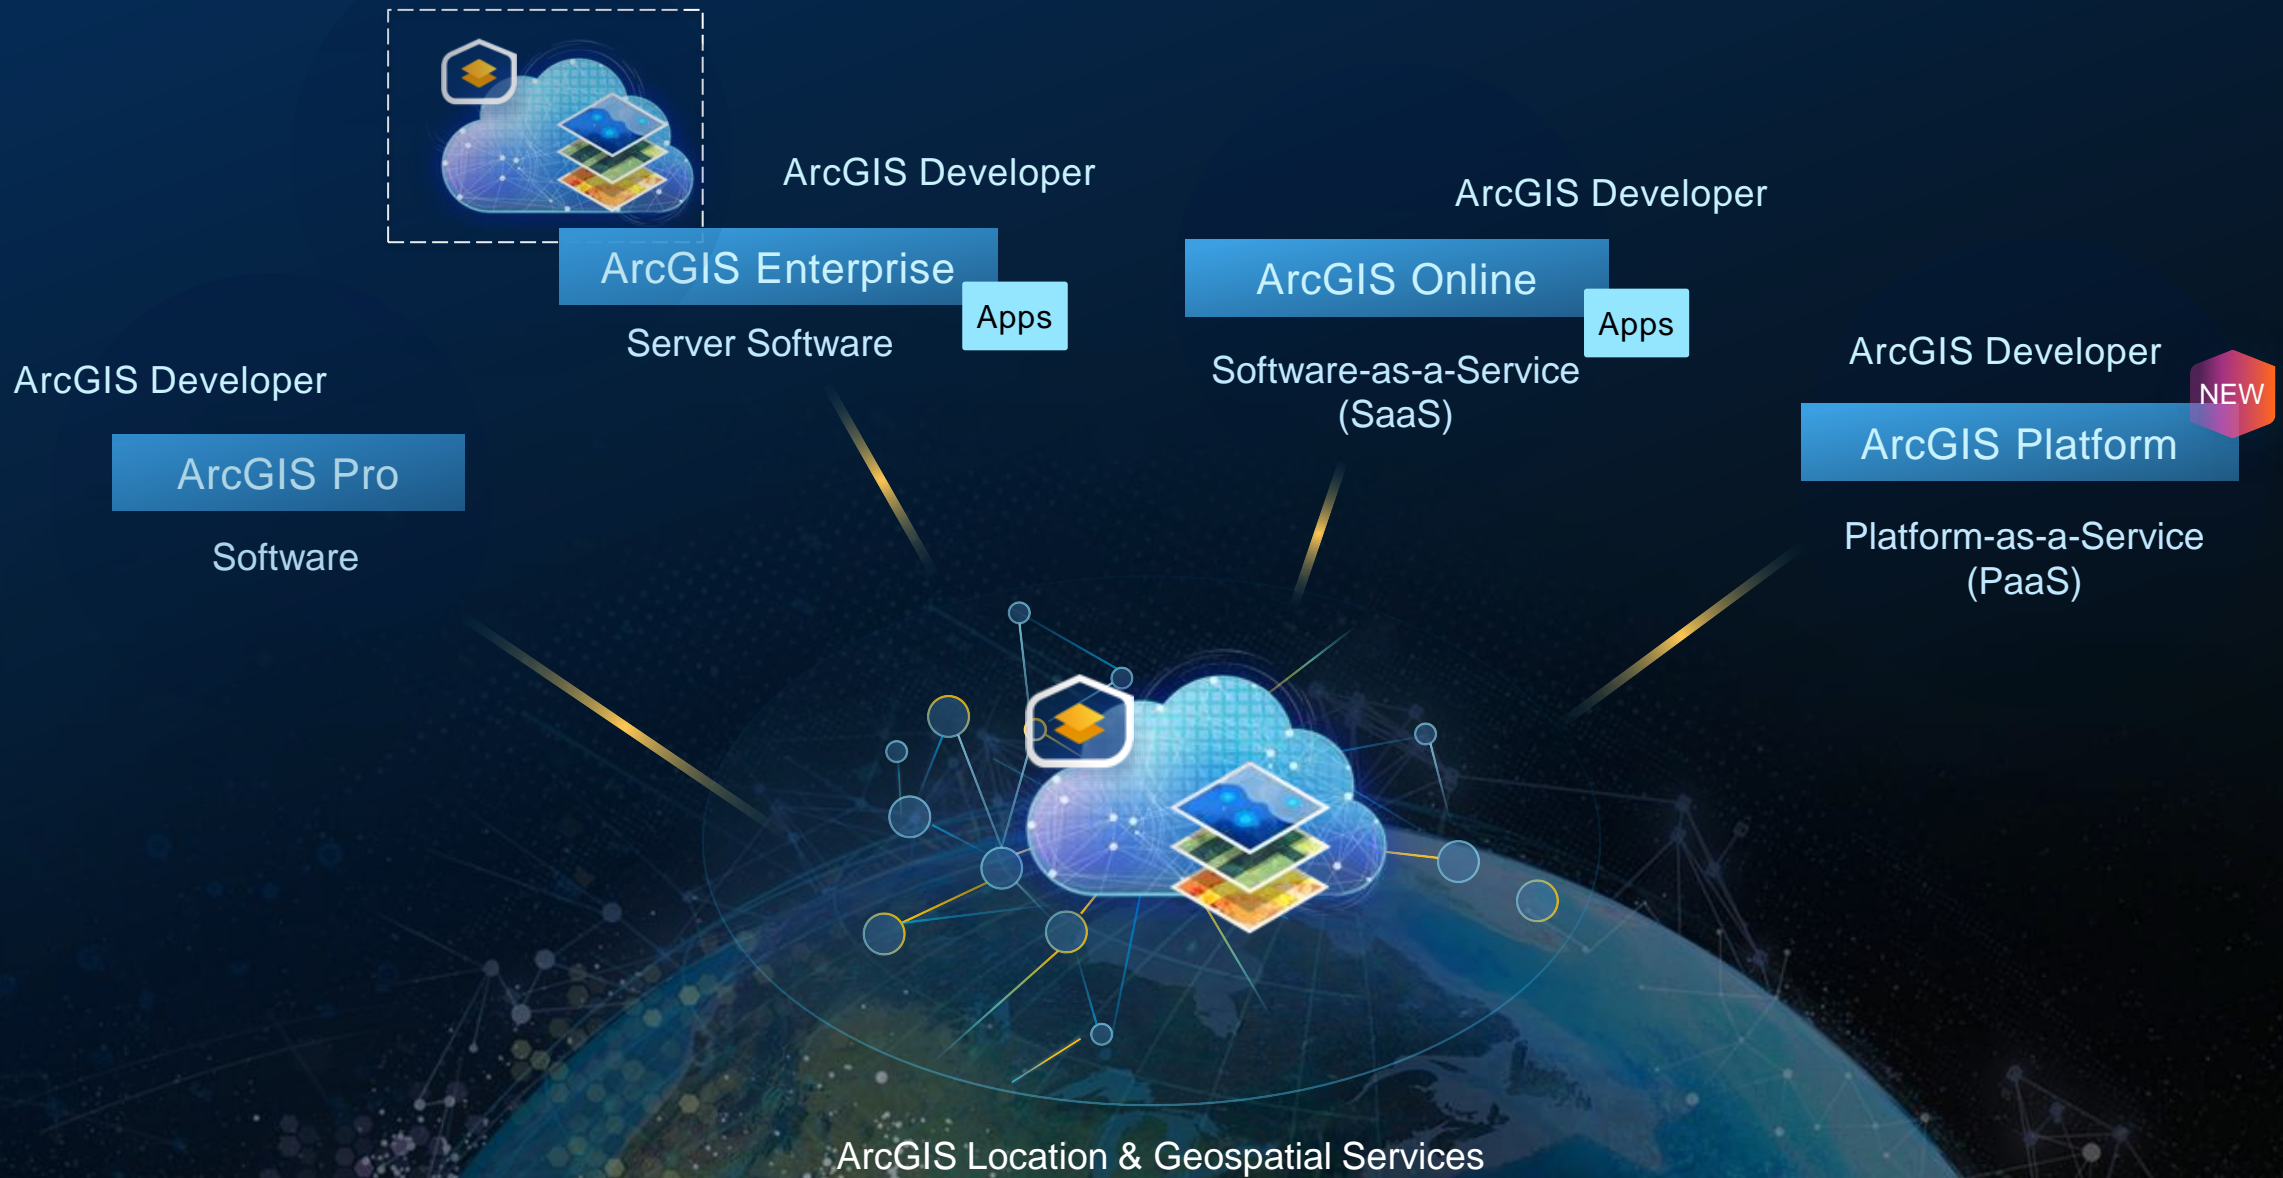 ArcGIS Developer
ArcGIS Pro
Software
ArcGIS Developer
ArcGIS Enterprise
Apps
Server Software
ArcGIS Developer
ArcGIS Online
Apps
Software-as-a-Service
(SaaS)
ArcGIS Developer
NEW
ArcGIS Platform
Platform-as-a-Service
(PaaS)
ArcGIS Location & Geospatial Services